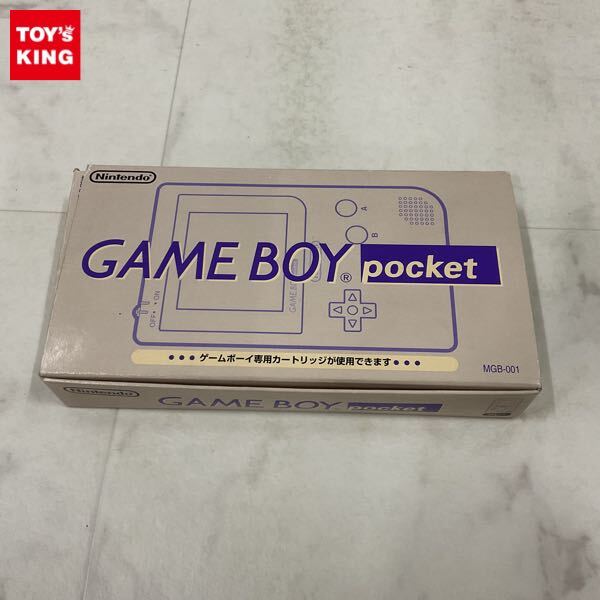 TOY'S
KING
Nintendo
A
B
GAME BOY® pocket
GAME BOY
OFF• •ON
•••ゲームボーイ専用カートリッジが使用できます•••
MGB-001
Nintendo
GAME BOY pocket